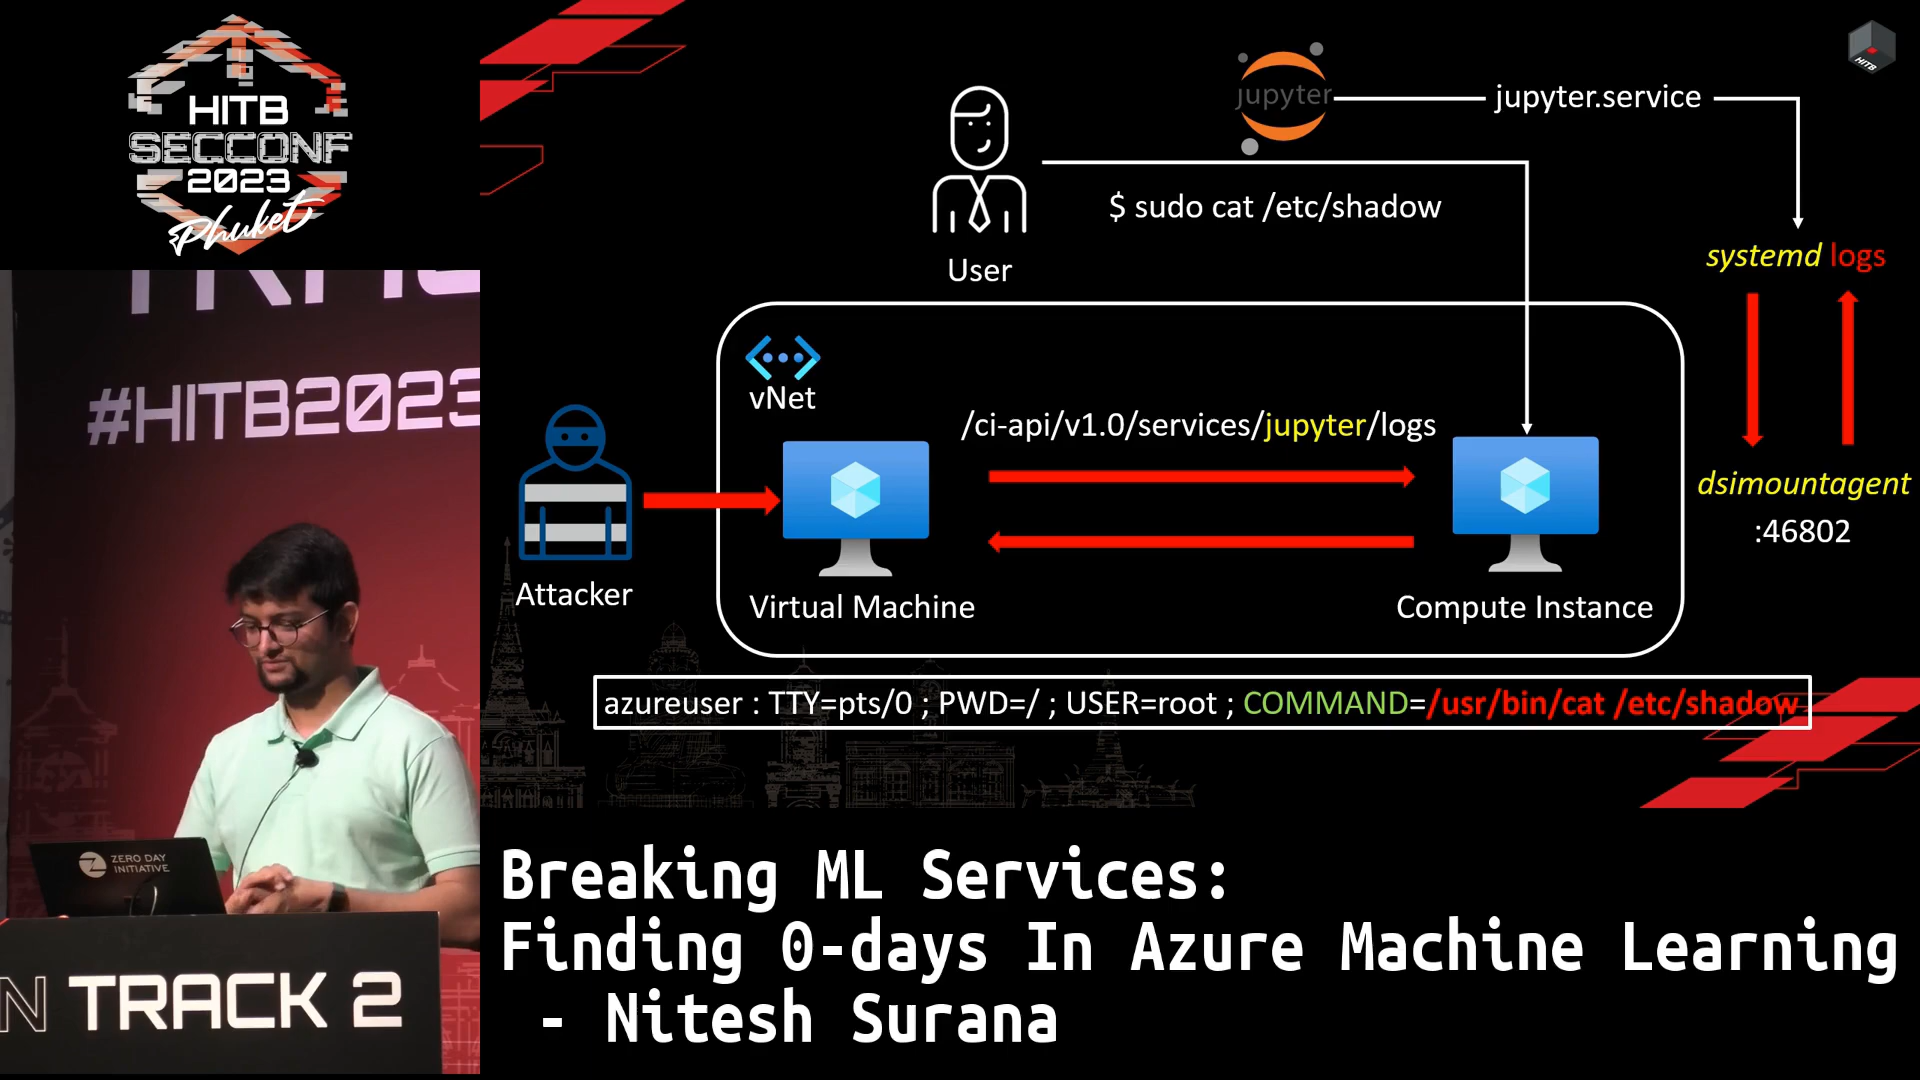 HITB
SECCONF
2023
Phuket
#HITB2023
ZERO DAY
INITIATIVE
N TRACK 2
HITB
jupyter
jupyter.service
$ sudo cat /etc/shadow
User
systemd logs
vNet
/ci-api/v1.0/services/jupyter/logs
dsimountagent
:46802
Attacker
Virtual Machine
Compute Instance
azureuser : TTY=pts/0 ; PWD=/ ; USER=root ; COMMAND=/usr/bin/cat /etc/shadow
Breaking ML Services:
Finding 0-days In Azure Machine Learning
- Nitesh Surana